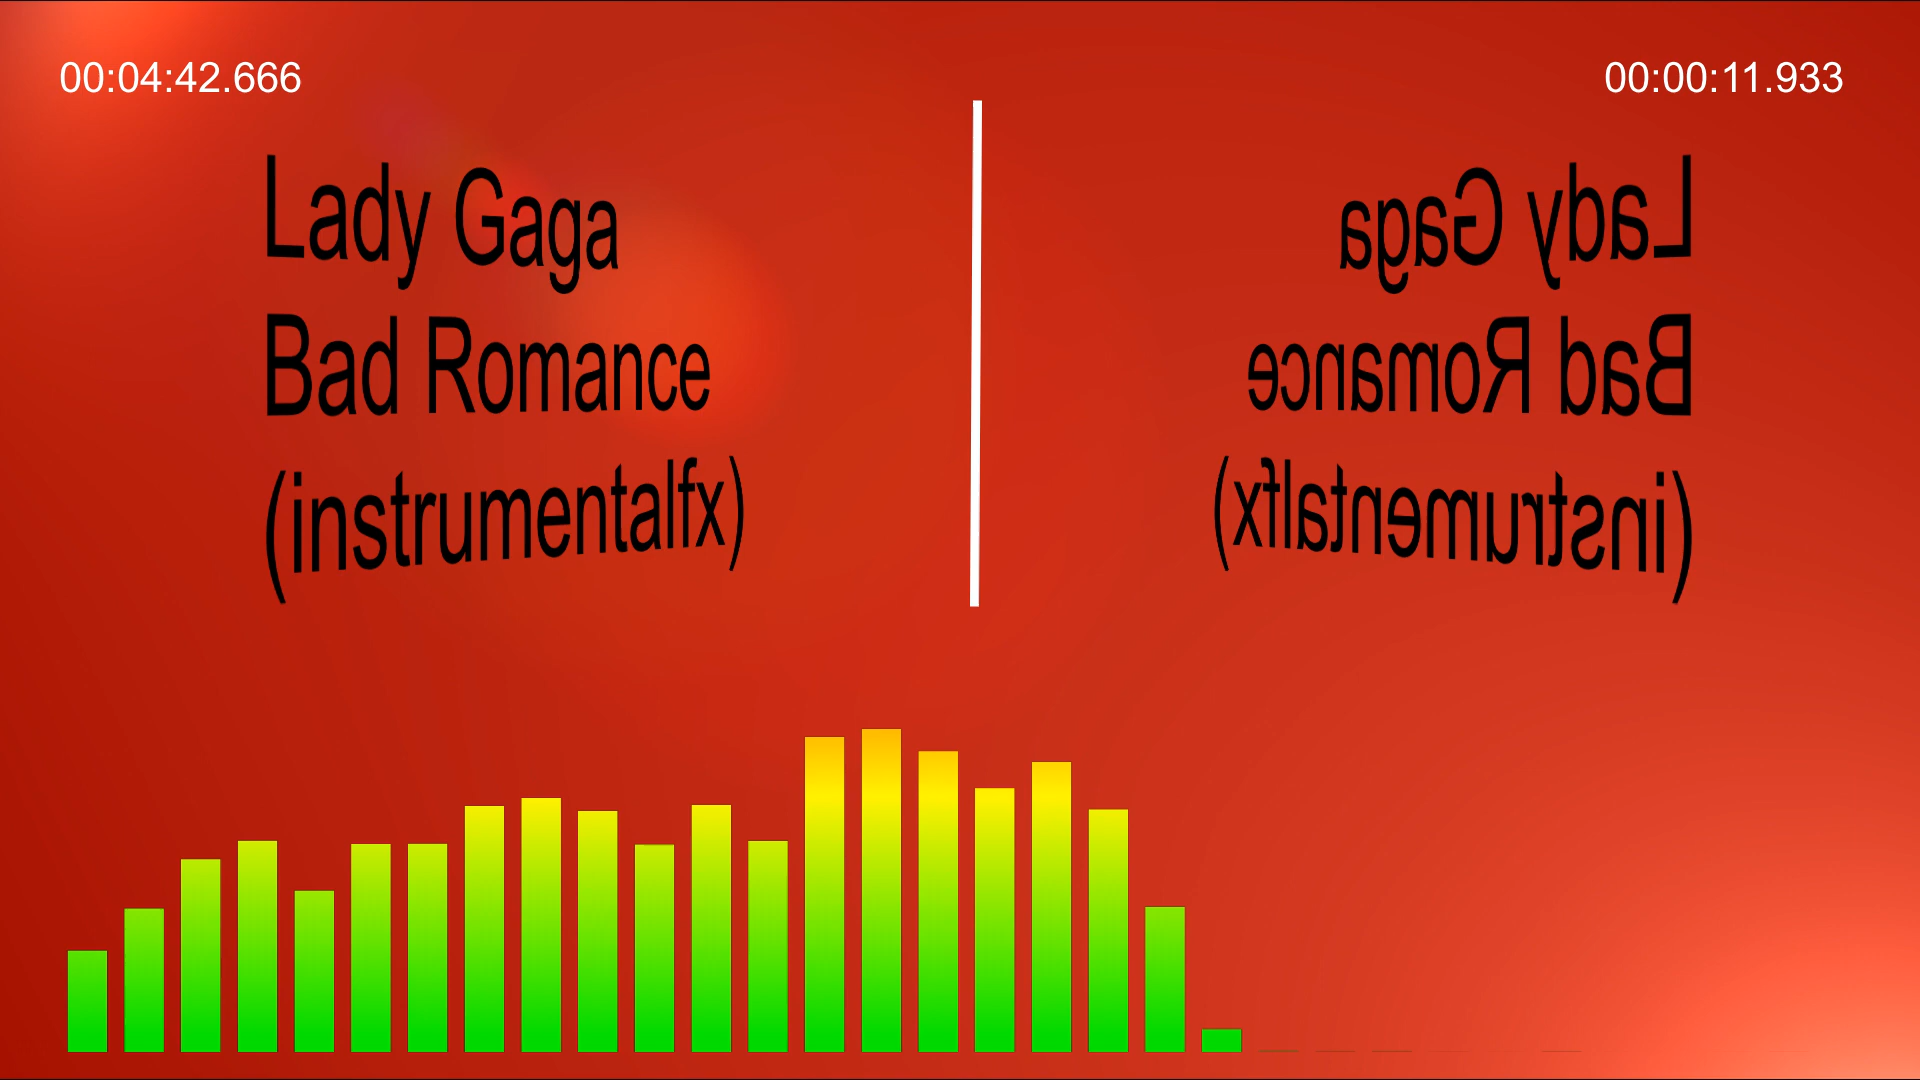 00:04:42.666
00:00:11.933
Lady Gaga
Bad Romance
(instrumentalfx)
Lady Gaga
Bad Romance
(instrumentalfx)